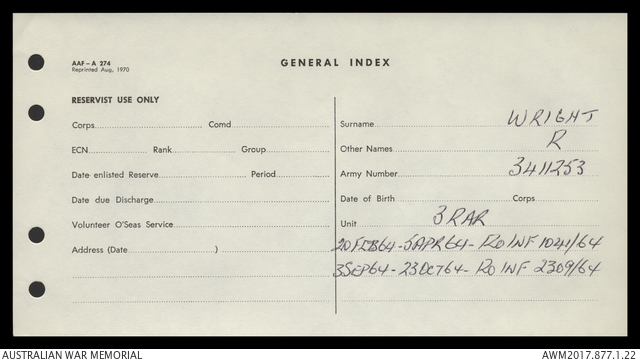 AAF – A 274
Reprinted Aug, 1970
GENERAL INDEX
RESERVIST USE ONLY
Corps Comd
ECN Rank Group
Date enlisted Reserve Period
Date due Discharge
Volunteer O'Seas Service
Address (Date )
Surname WRIGHT
Other Names R
Army Number 3411253
Date of Birth Corps
Unit 3 RAR
20FEB64 - 5APR64 - RO INF 1041/64
3SEP64 - 23OCT64 - RO INF 2309/64
AUSTRALIAN WAR MEMORIAL AWM2017.877.1.22